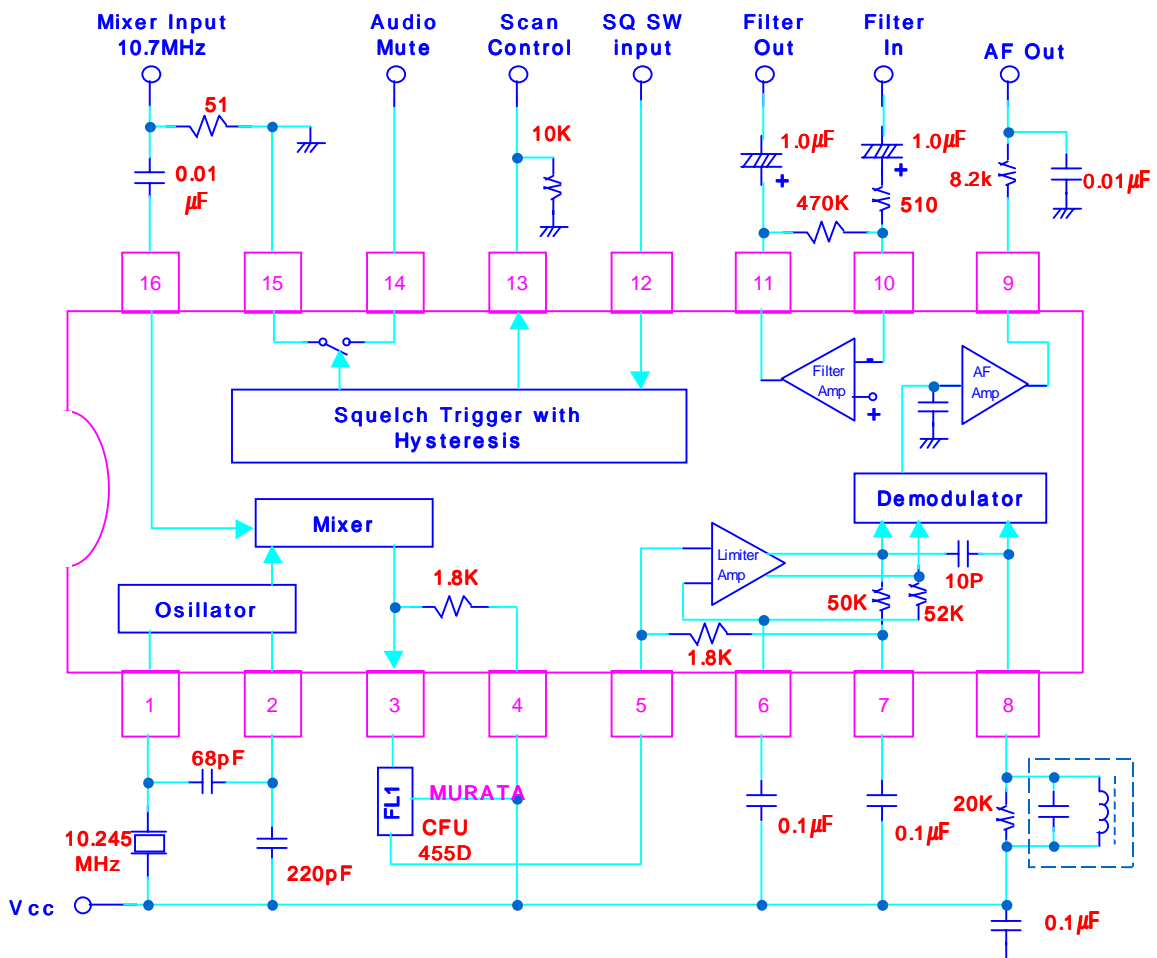 Mixer Input
10.7MHz
Audio
Mute
Scan
Control
SQ SW
input
Filter
Out
Filter
In
AF Out
51
10K
1.0μF
1.0μF
0.01
μF
8.2k
0.01μF
470K
510
16
15
14
13
12
11
10
9
Filter
Amp
-
+
AF
Amp
Squelch Trigger with
Hysteresis
Demodulator
Mixer
Limiter
Amp
10P
1.8K
50K
52K
Osillator
1.8K
1
2
3
4
5
6
7
8
68pF
FL1
MURATA
CFU
455D
20K
0.1μF
0.1μF
10.245
MHz
220pF
Vcc
0.1μF
+
+